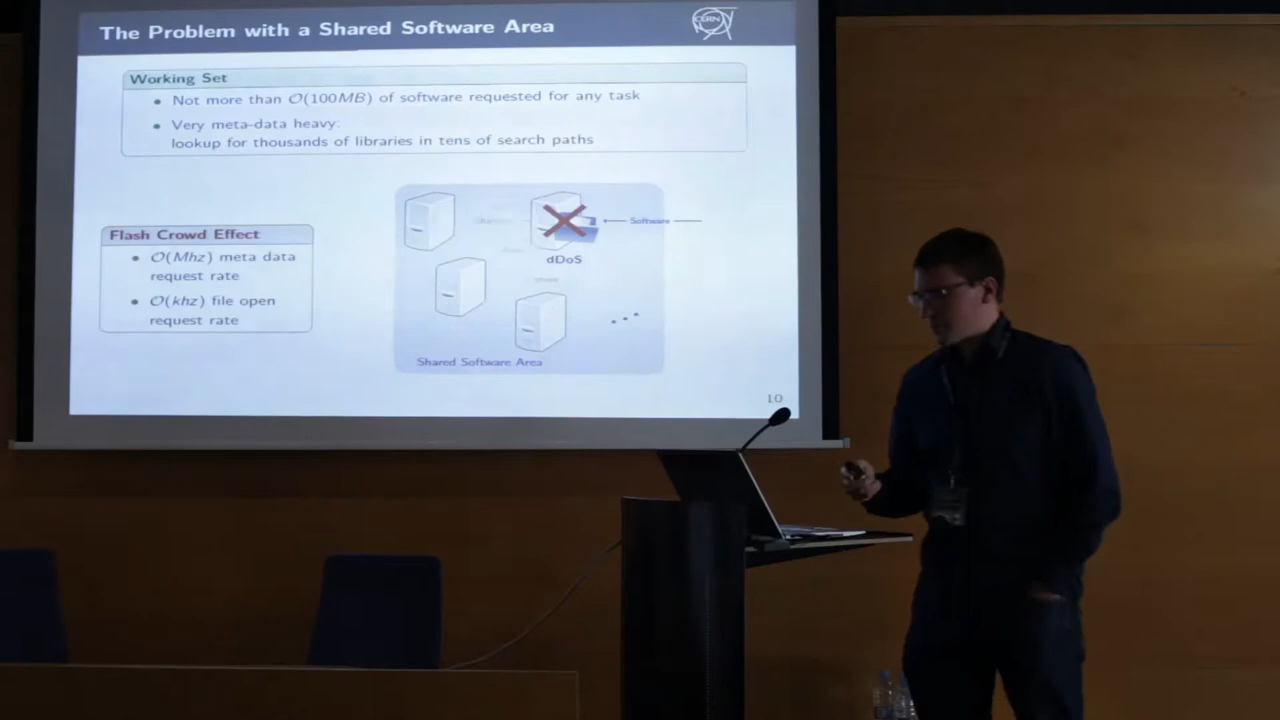 The Problem with a Shared Software Area
CERN
Working Set
• Not more than O(100MB) of software requested for any task
• Very meta-data heavy:
lookup for thousands of libraries in tens of search paths
Flash Crowd Effect
• O(Mhz) meta data
request rate
• O(khz) file open
request rate
Software
dDoS
Shared Software Area
10